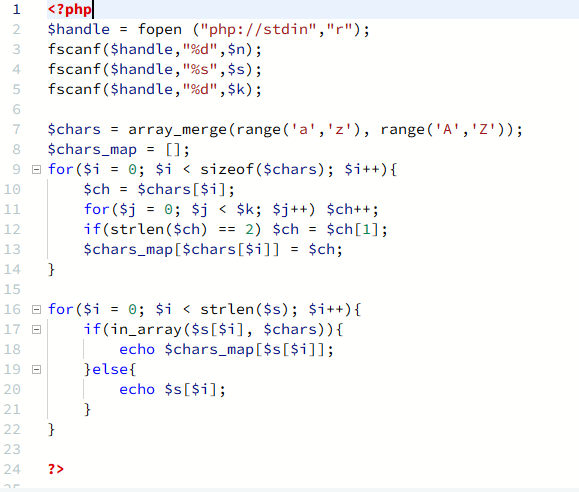 1 <?php
2 $handle = fopen ("php://stdin","r");
3 fscanf($handle,"%d",$n);
4 fscanf($handle,"%s",$s);
5 fscanf($handle,"%d",$k);
6
7 $chars = array_merge(range('a','z'), range('A','Z'));
8 $chars_map = [];
9 for($i = 0; $i < sizeof($chars); $i++){
10     $ch = $chars[$i];
11     for($j = 0; $j < $k; $j++) $ch++;
12     if(strlen($ch) == 2) $ch = $ch[1];
13     $chars_map[$chars[$i]] = $ch;
14 }
15
16 for($i = 0; $i < strlen($s); $i++){
17     if(in_array($s[$i], $chars)){
18         echo $chars_map[$s[$i]];
19     }else{
20         echo $s[$i];
21     }
22 }
23
24 ?>
25